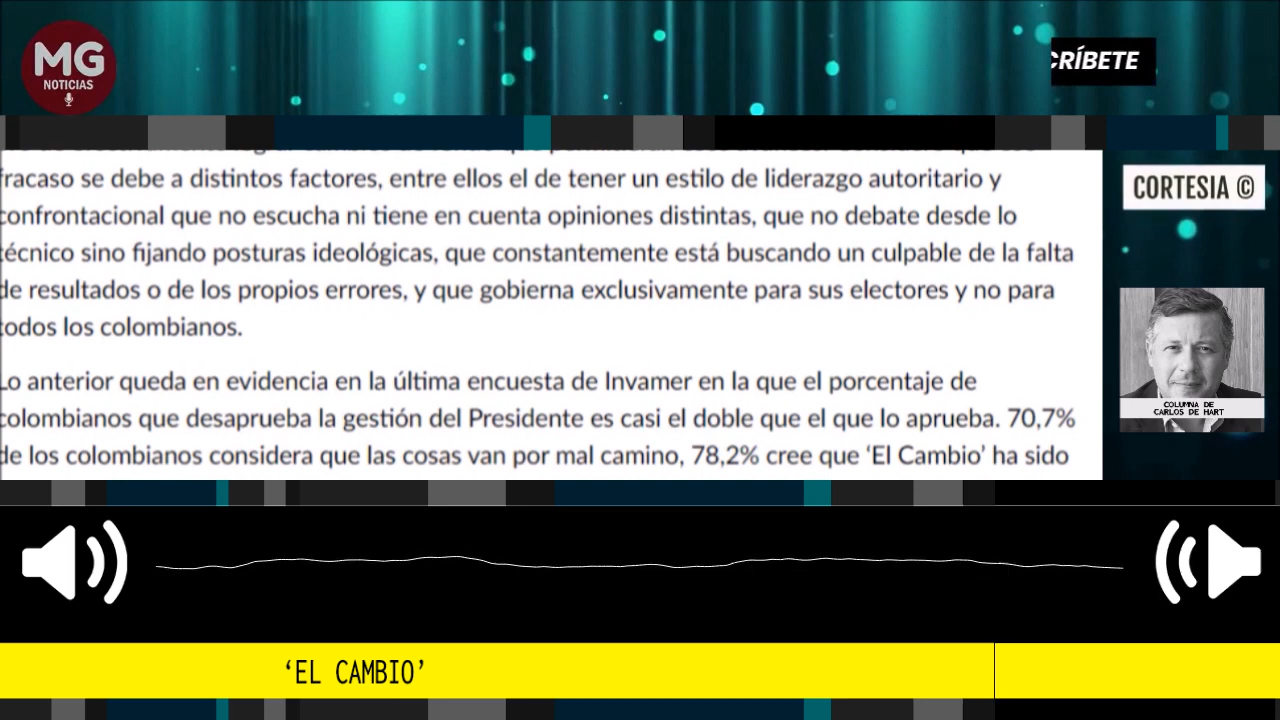 MG
NOTICIAS
CRÍBETE
fracaso se debe a distintos factores, entre ellos el de tener un estilo de liderazgo autoritario y
confrontacional que no escucha ni tiene en cuenta opiniones distintas, que no debate desde lo
técnico sino fijando posturas ideológicas, que constantemente está buscando un culpable de la falta
de resultados o de los propios errores, y que gobierna exclusivamente para sus electores y no para
todos los colombianos.
Lo anterior queda en evidencia en la última encuesta de Invamer en la que el porcentaje de
colombianos que desaprueba la gestión del Presidente es casi el doble que el que lo aprueba. 70,7%
de los colombianos considera que las cosas van por mal camino, 78,2% cree que ‘El Cambio’ ha sido
CORTESIA ©
COLUMNA DE
CARLOS DE HART
‘EL CAMBIO’